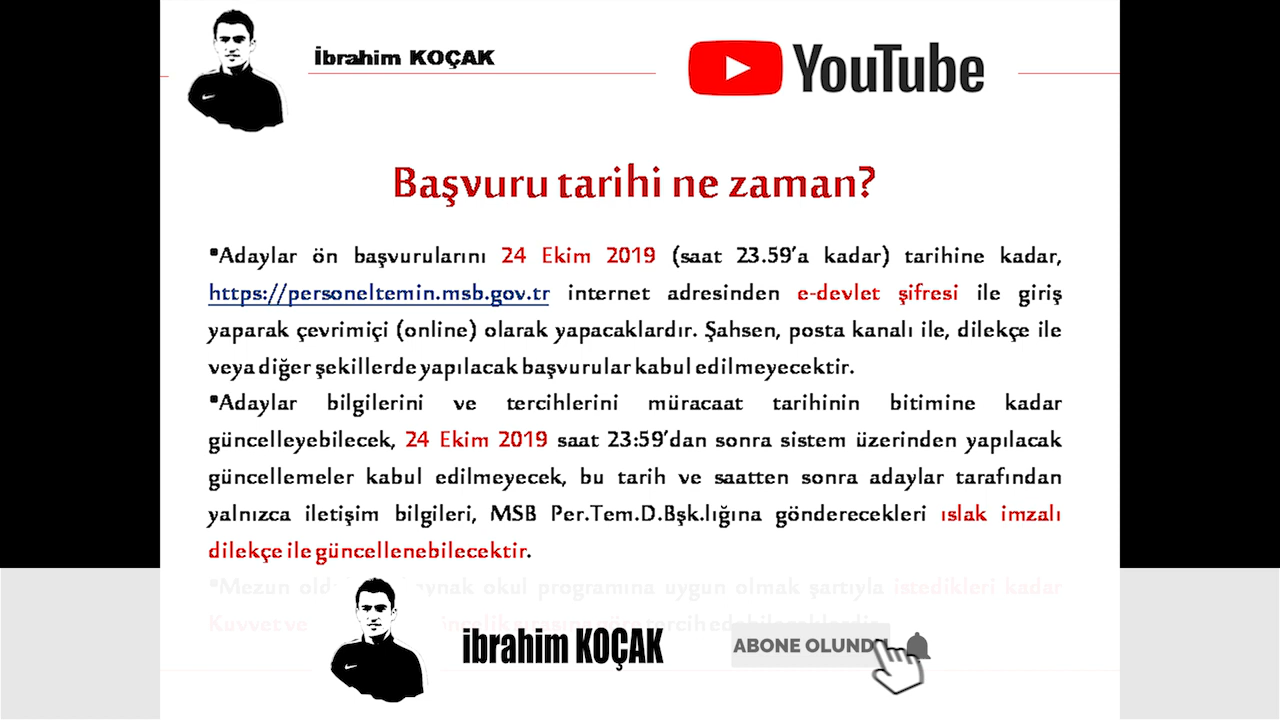 İbrahim KOÇAK
YouTube
Başvuru tarihi ne zaman?
▪Adaylar ön başvurularını 24 Ekim 2019 (saat 23.59’a kadar) tarihine kadar,
https://personeltemin.msb.gov.tr internet adresinden e-devlet şifresi ile giriş
yaparak çevrimiçi (online) olarak yapacaklardır. Şahsen, posta kanalı ile, dilekçe ile
veya diğer şekillerde yapılacak başvurular kabul edilmeyecektir.
▪Adaylar bilgilerini ve tercihlerini müracaat tarihinin bitimine kadar
güncelleyebilecek, 24 Ekim 2019 saat 23:59’dan sonra sistem üzerinden yapılacak
güncellemeler kabul edilmeyecek, bu tarih ve saatten sonra adaylar tarafından
yalnızca iletişim bilgileri, MSB Per.Tem.D.Bşk.lığına gönderecekleri ıslak imzalı
dilekçe ile güncellenebilecektir.
▪Mezun okul programına uygun olmak şartıyla istedikleri kadar
Kuvvet ve göre tercih
ibrahim KOÇAK
ABONE OLUND